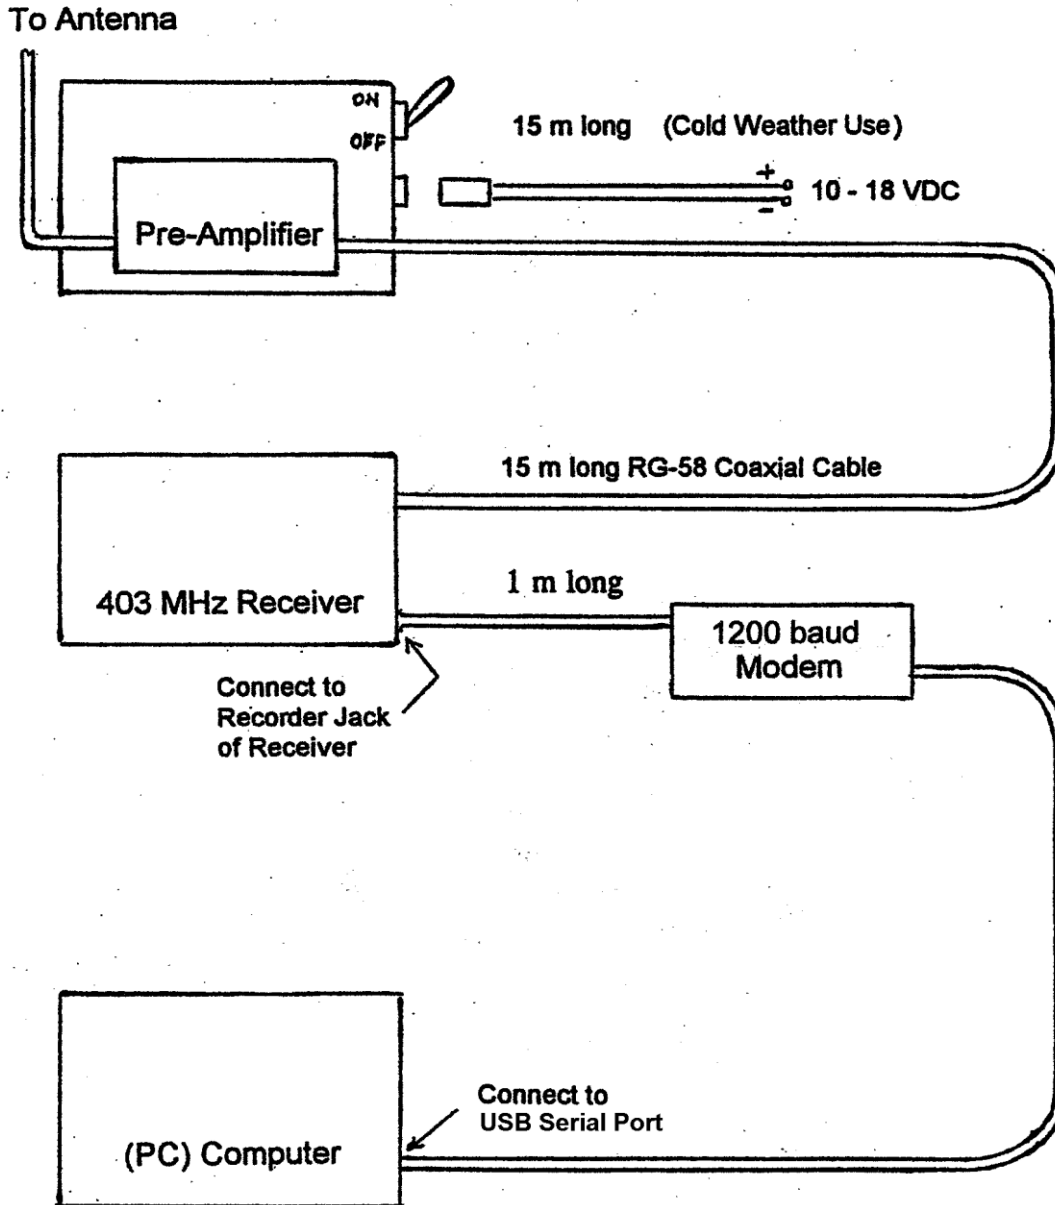 To Antenna
ON
OFF
15 m long (Cold Weather Use)
+
10 - 18 VDC
-
Pre-Amplifier
15 m long RG-58 Coaxial Cable
403 MHz Receiver
1 m long
1200 baud
Modem
Connect to
Recorder Jack
of Receiver
Connect to
USB Serial Port
(PC) Computer